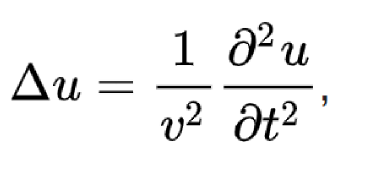 Δu = 1/v² ∂²u/∂t²,